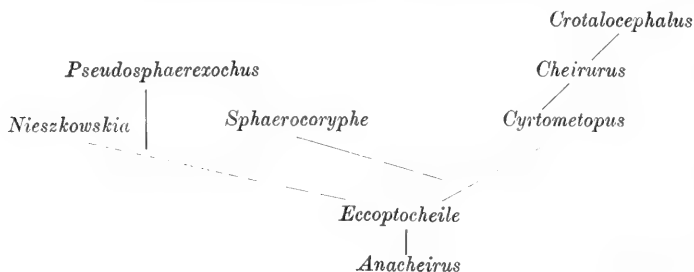 Crotalocephalus
Pseudosphaerexochus
Cheirurus
Nieszkowskia
Sphaerocoryphe
Cyrtometopus
Eccoptocheile
Anacheirus